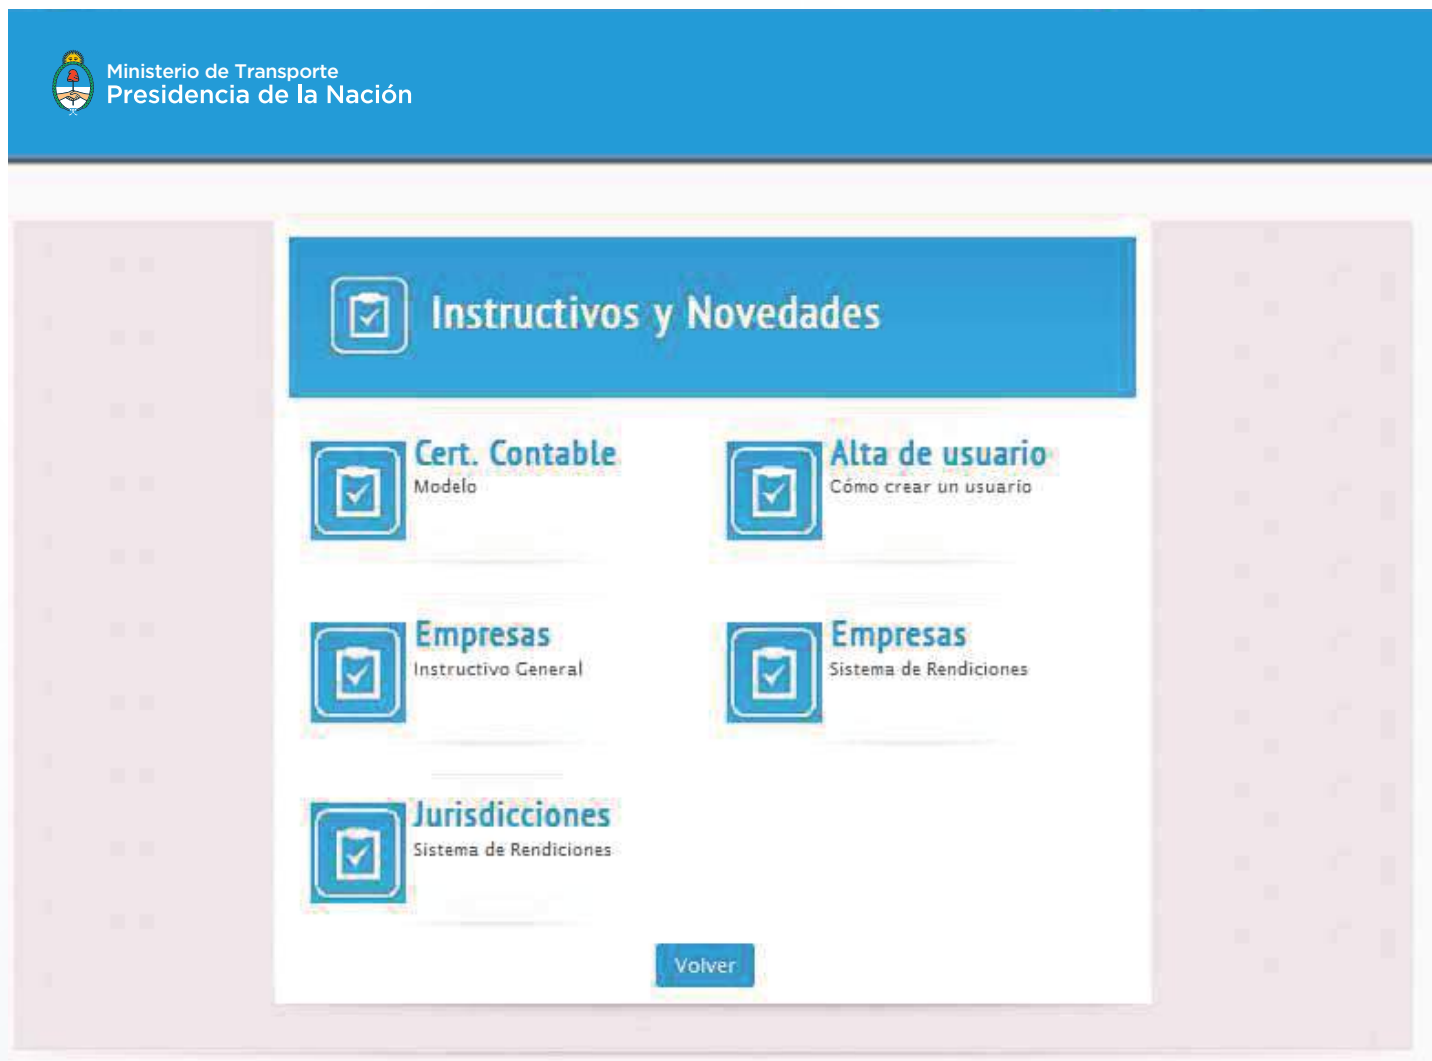 Ministerio de Transporte
Presidencia de la Nación
Instructivos y Novedades
Cert. Contable
Modelo
Alta de usuario
Cómo crear un usuario
Empresas
Instructivo General
Empresas
Sistema de Rendiciones
Jurisdicciones
Sistema de Rendiciones
Volver